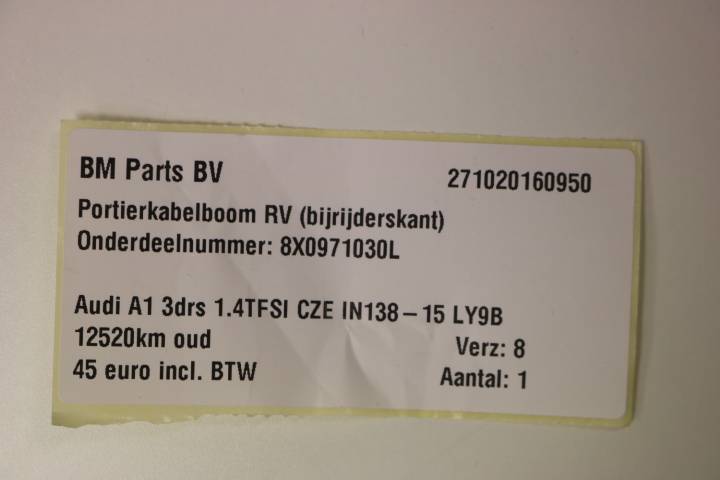 BM Parts BV 271020160950
Portierkabelboom RV (bijrijderskant)
Onderdeelnummer: 8X0971030L
Audi A1 3drs 1.4TFSI CZE IN138–15 LY9B
12520km oud Verz: 8
45 euro incl. BTW Aantal: 1